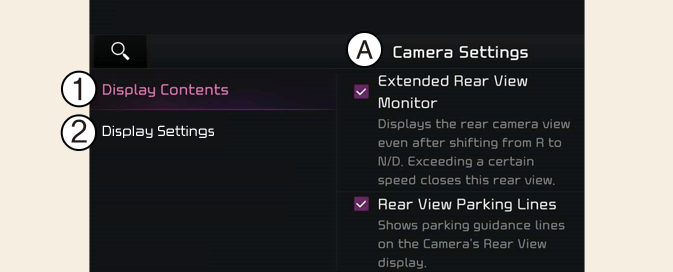 A Camera Settings
1 Display Contents
2 Display Settings
Extended Rear View
Monitor
Displays the rear camera view
even after shifting from R to
N/D. Exceeding a certain
speed closes this rear view.
Rear View Parking Lines
Shows parking guidance lines
on the Camera's Rear View
display.